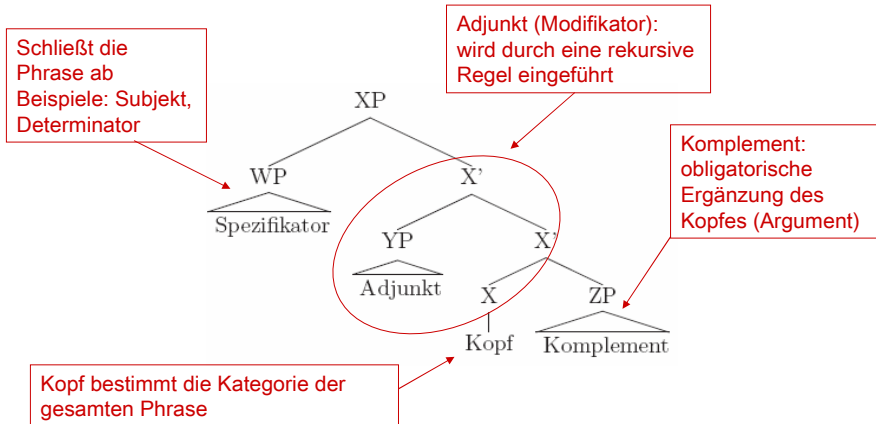 Schließt die
Phrase ab
Beispiele: Subjekt,
Determinator
Adjunkt (Modifikator):
wird durch eine rekursive
Regel eingeführt
XP
Komplement:
obligatorische
Ergänzung des
Kopfes (Argument)
WP X'
Spezifikator
YP X'
Adjunkt
X ZP
Kopf Komplement
Kopf bestimmt die Kategorie der
gesamten Phrase